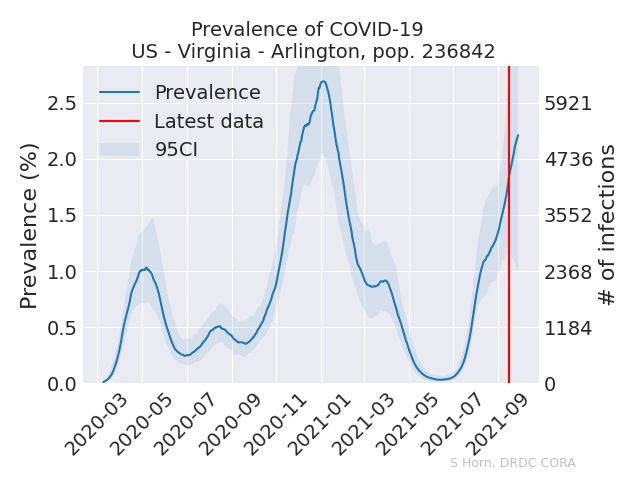 Prevalence of COVID-19
US - Virginia - Arlington, pop. 236842
Prevalence
Latest data
95CI
Prevalence (%)
2.5
2.0
1.5
1.0
0.5
0.0
5921
4736
3552
2368
1184
0
# of infections
2020-03
2020-05
2020-07
2020-09
2020-11
2021-01
2021-03
2021-05
2021-07
2021-09
S Horn, DRDC CORA